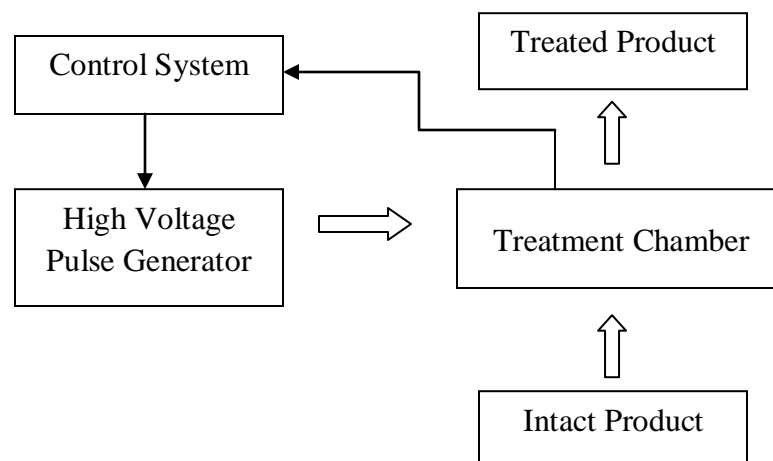 Control System
Treated Product
High Voltage
Pulse Generator
Treatment Chamber
Intact Product